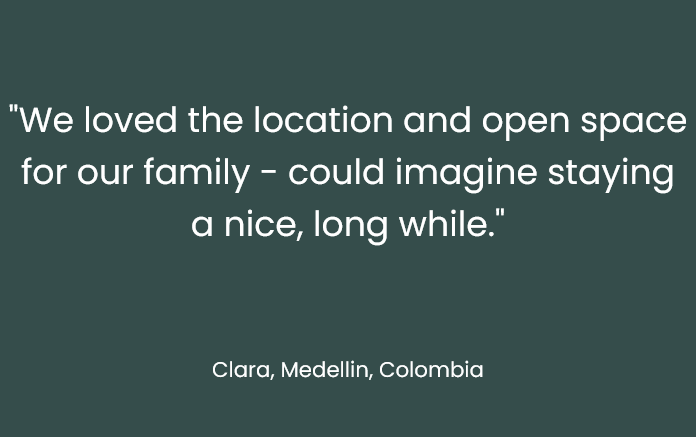 "We loved the location and open space
for our family - could imagine staying
a nice, long while."
Clara, Medellin, Colombia